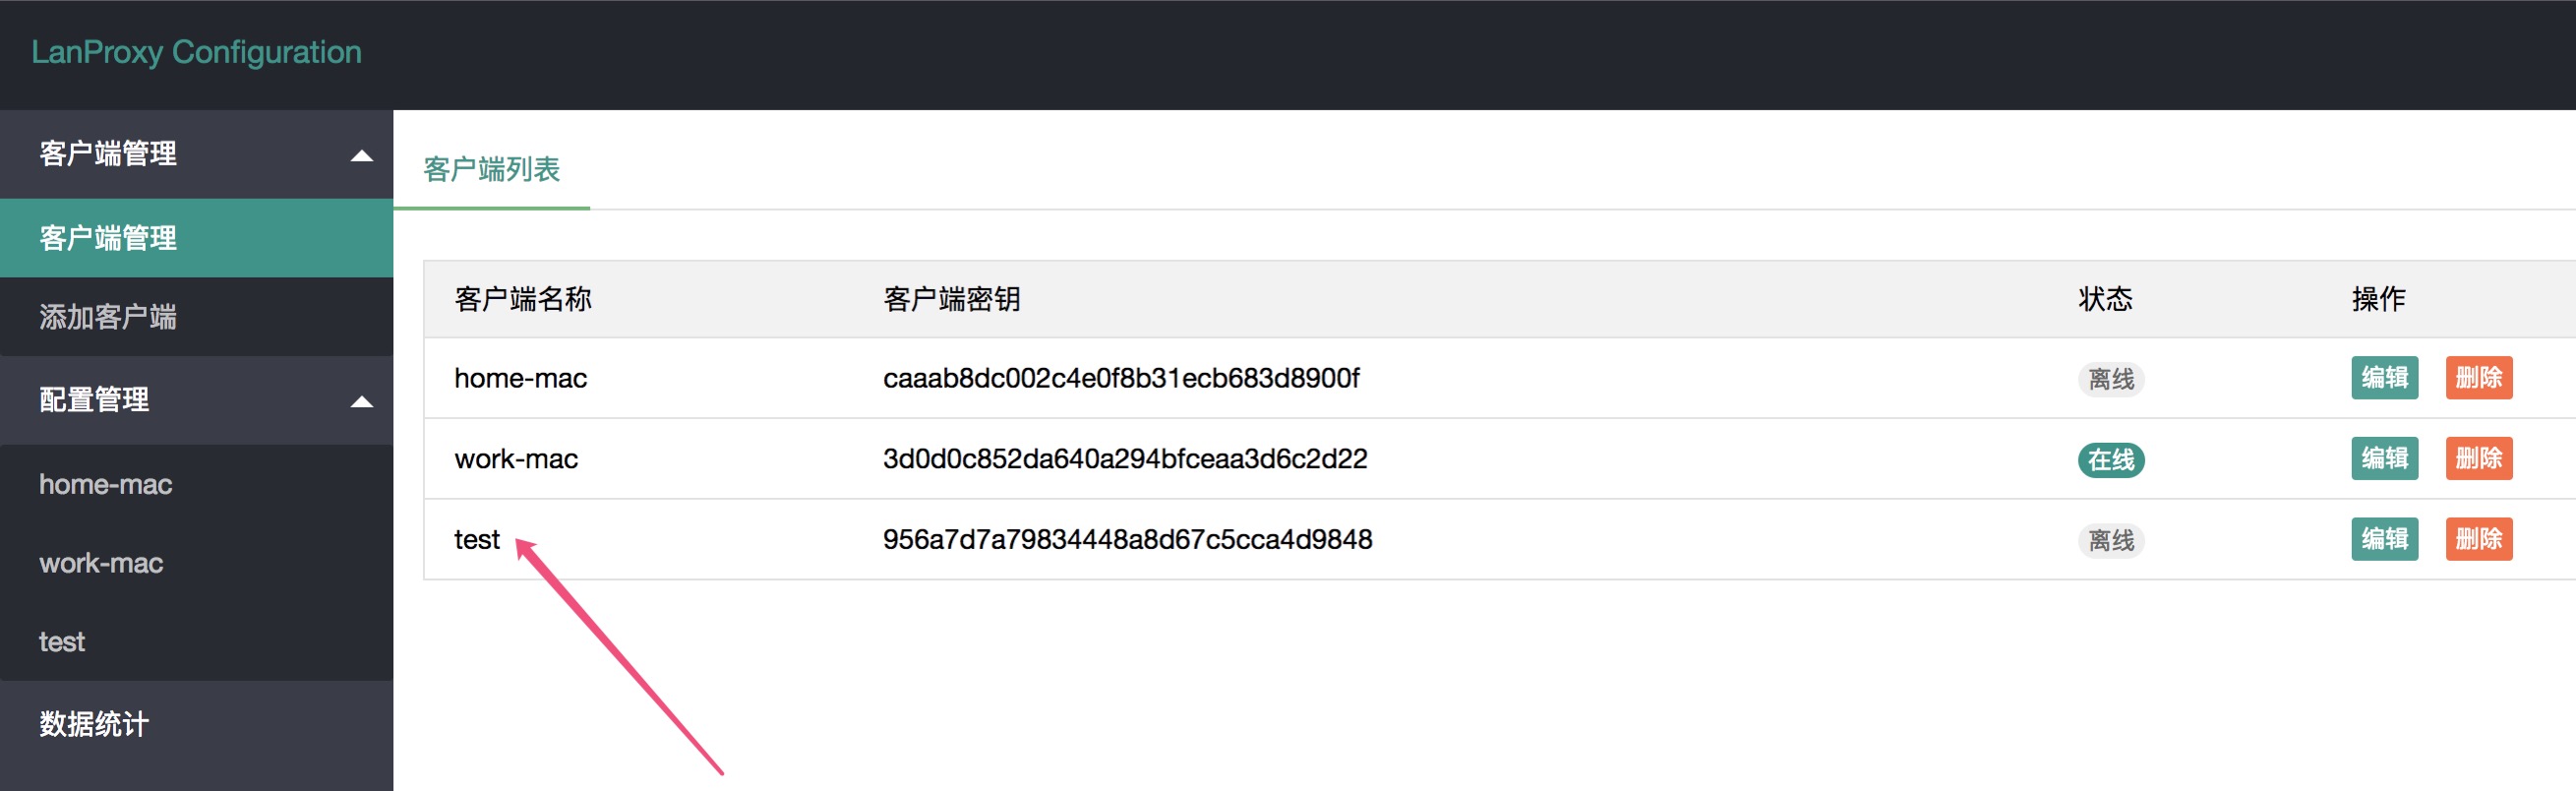 LanProxy Configuration
客户端管理
客户端管理
添加客户端
配置管理
home-mac
work-mac
test
数据统计
客户端列表
客户端名称 客户端密钥 状态 操作
home-mac caaab8dc002c4e0f8b31ecb683d8900f 离线 编辑 删除
work-mac 3d0d0c852da640a294bfceaa3d6c2d22 在线 编辑 删除
test 956a7d7a79834448a8d67c5cca4d9848 离线 编辑 删除